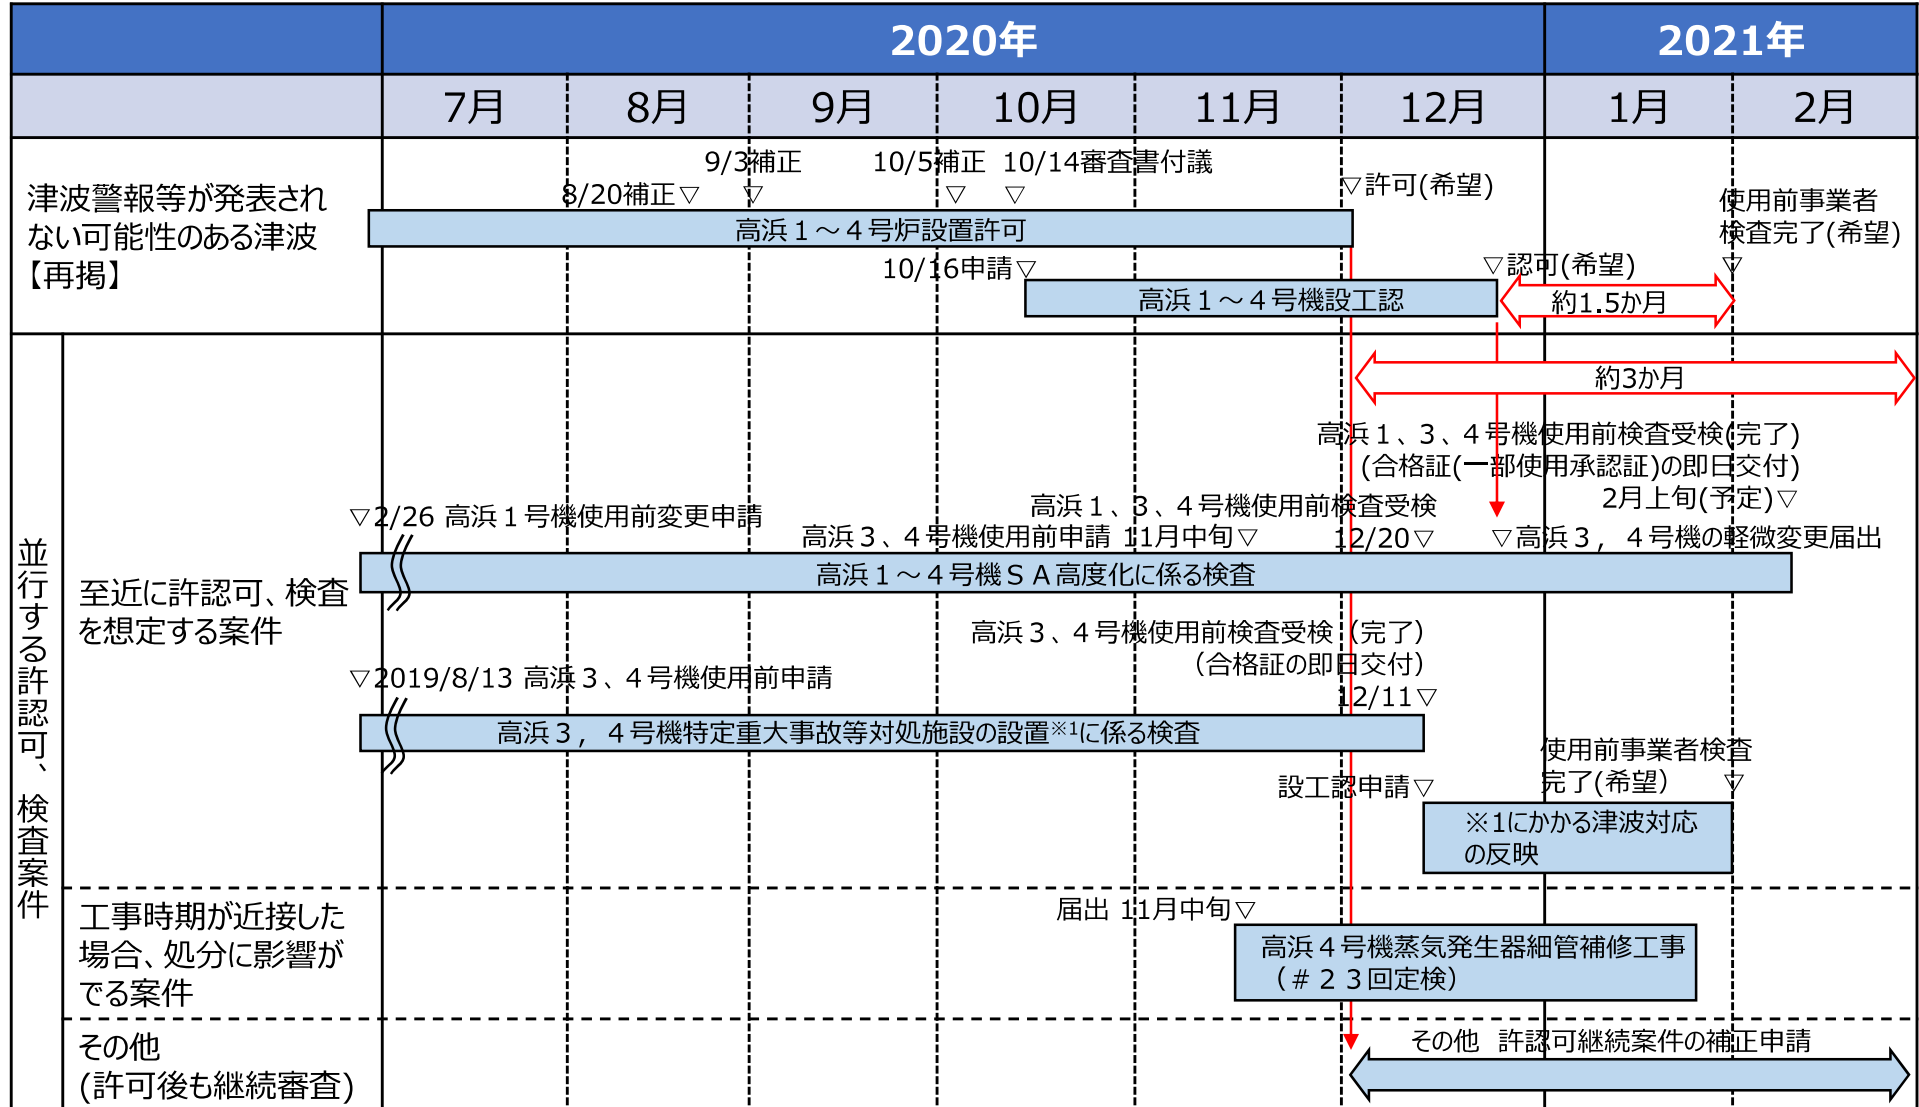 2020年
2021年
7月
8月
9月
10月
11月
12月
1月
2月
津波警報等が発表され
ない可能性のある津波
【再掲】
9/3補正
10/5補正
10/14審査書付議
8/20補正▽
▽
▽
▽
▽許可(希望)
使用前事業者
検査完了(希望)
▽
高浜１～４号炉設置許可
10/16申請▽
▽認可(希望)
高浜１～４号機設工認
約1.5か月
並行する許認可、検査案件
至近に許認可、検査
を想定する案件
約3か月
高浜１、３、４号機使用前検査受検(完了)
(合格証(一部使用承認証)の即日交付)
2月上旬(予定)▽
高浜１、３、４号機使用前検査受検
12/20▽
▽2/26 高浜１号機使用前変更申請
高浜３、４号機使用前申請 11月中旬▽
▽高浜３，４号機の軽微変更届出
高浜１～４号機ＳＡ高度化に係る検査
高浜３、４号機使用前検査受検（完了）
（合格証の即日交付）
12/11▽
▽2019/8/13 高浜３、４号機使用前申請
高浜３，４号機特定重大事故等対処施設の設置※1に係る検査
設工認申請▽
使用前事業者検査
完了(希望）
▽
※1にかかる津波対応
の反映
工事時期が近接した
場合、処分に影響が
でる案件
届出 11月中旬▽
高浜４号機蒸気発生器細管補修工事
（＃２３回定検）
その他
(許可後も継続審査)
その他　許認可継続案件の補正申請